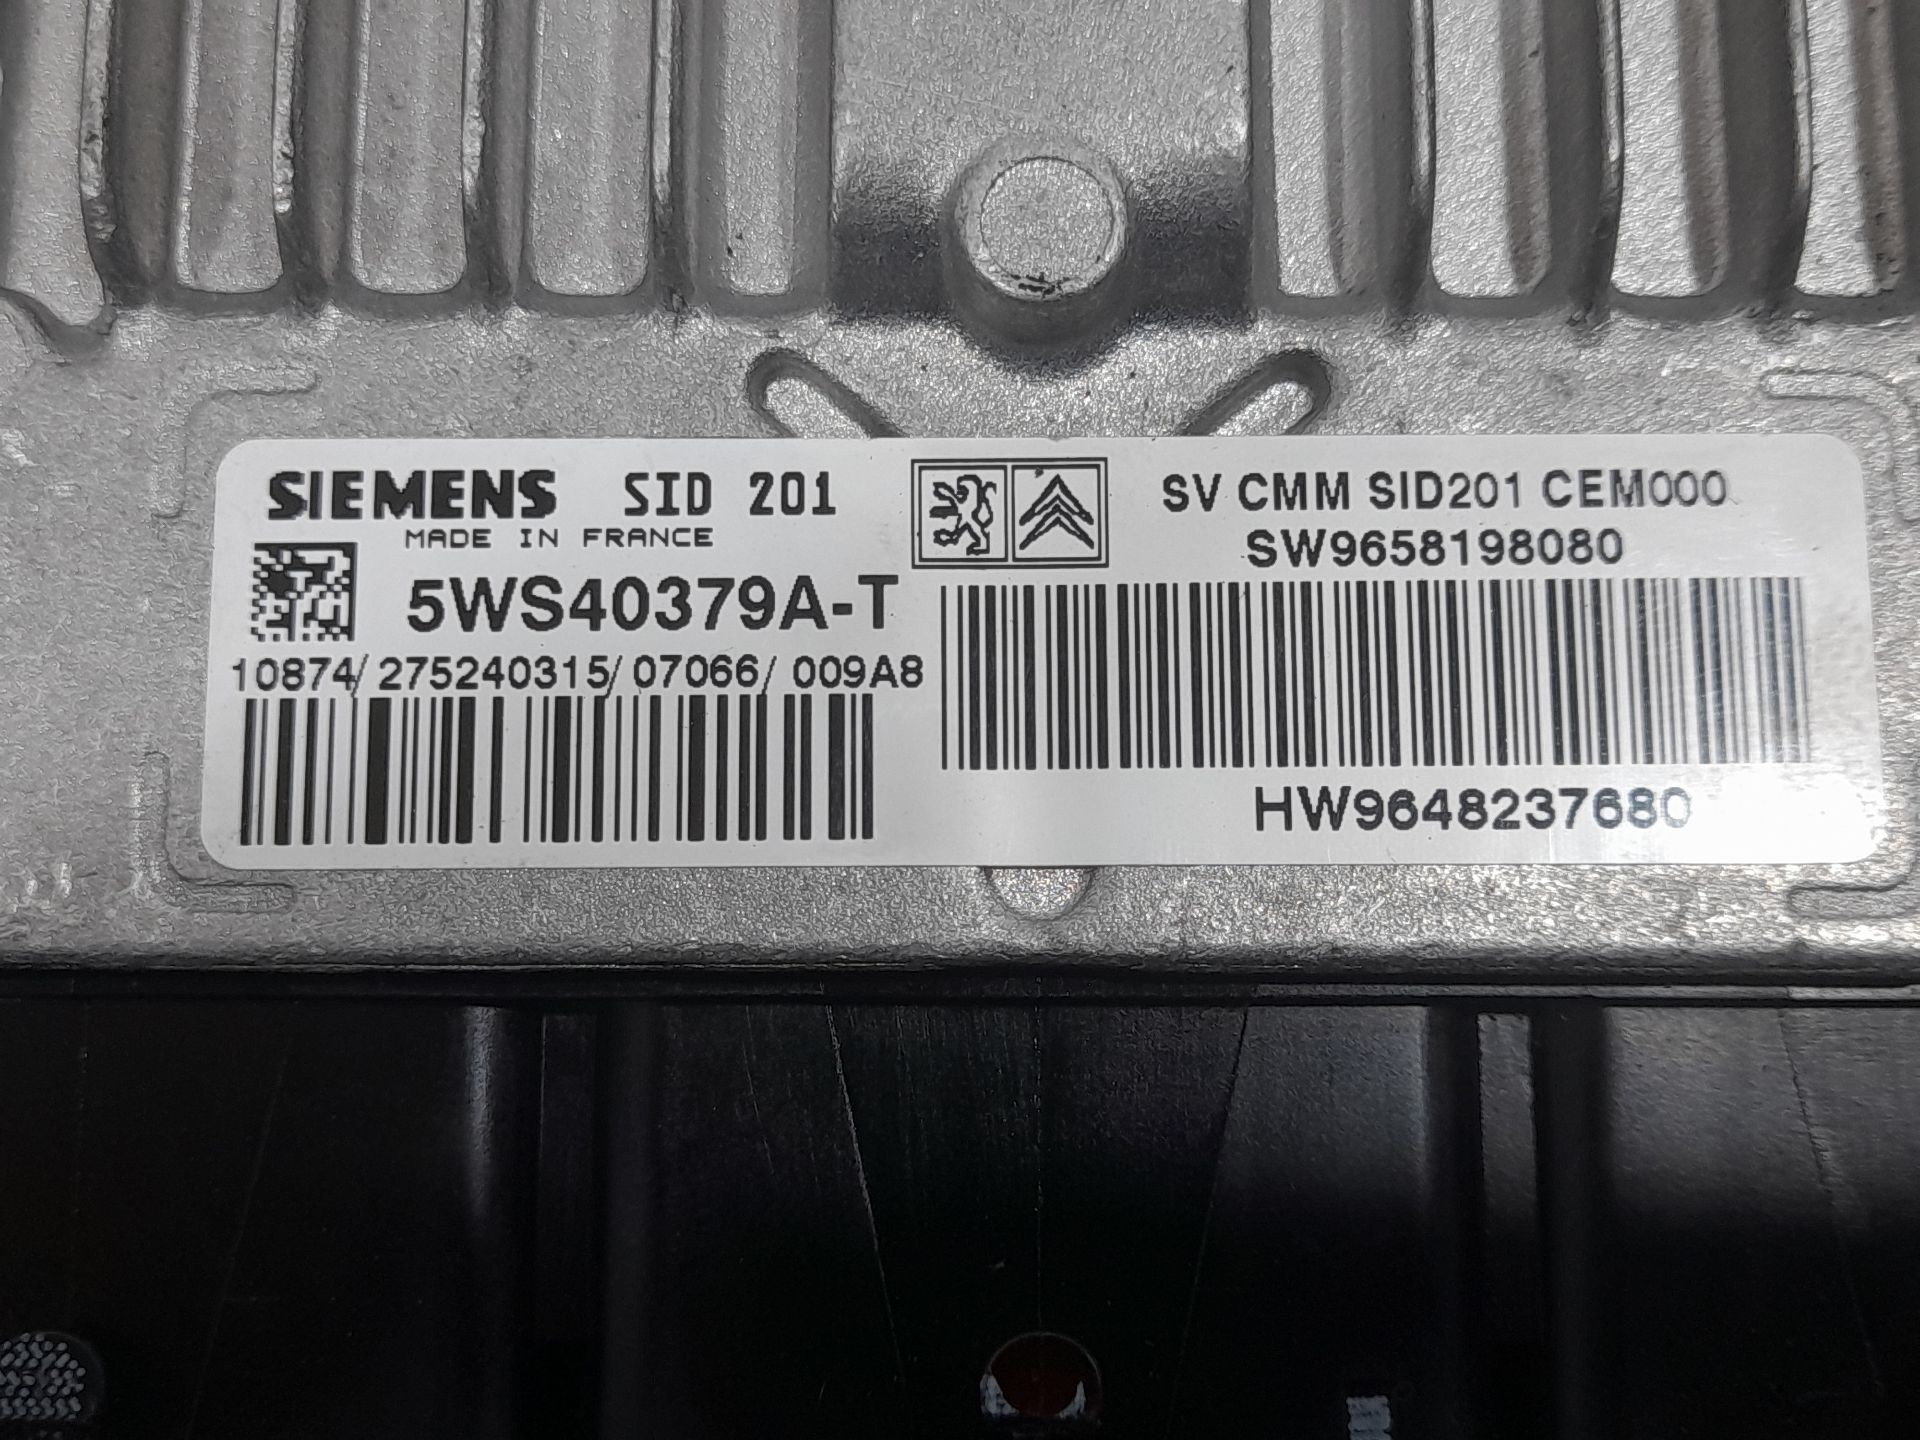 SIEMENS SID 201
MADE IN FRANCE
5WS40379A-T
10874/ 275240315/ 07066/ 009A8
SV CMM SID201 CEM000
SW9658198080
HW9648237680